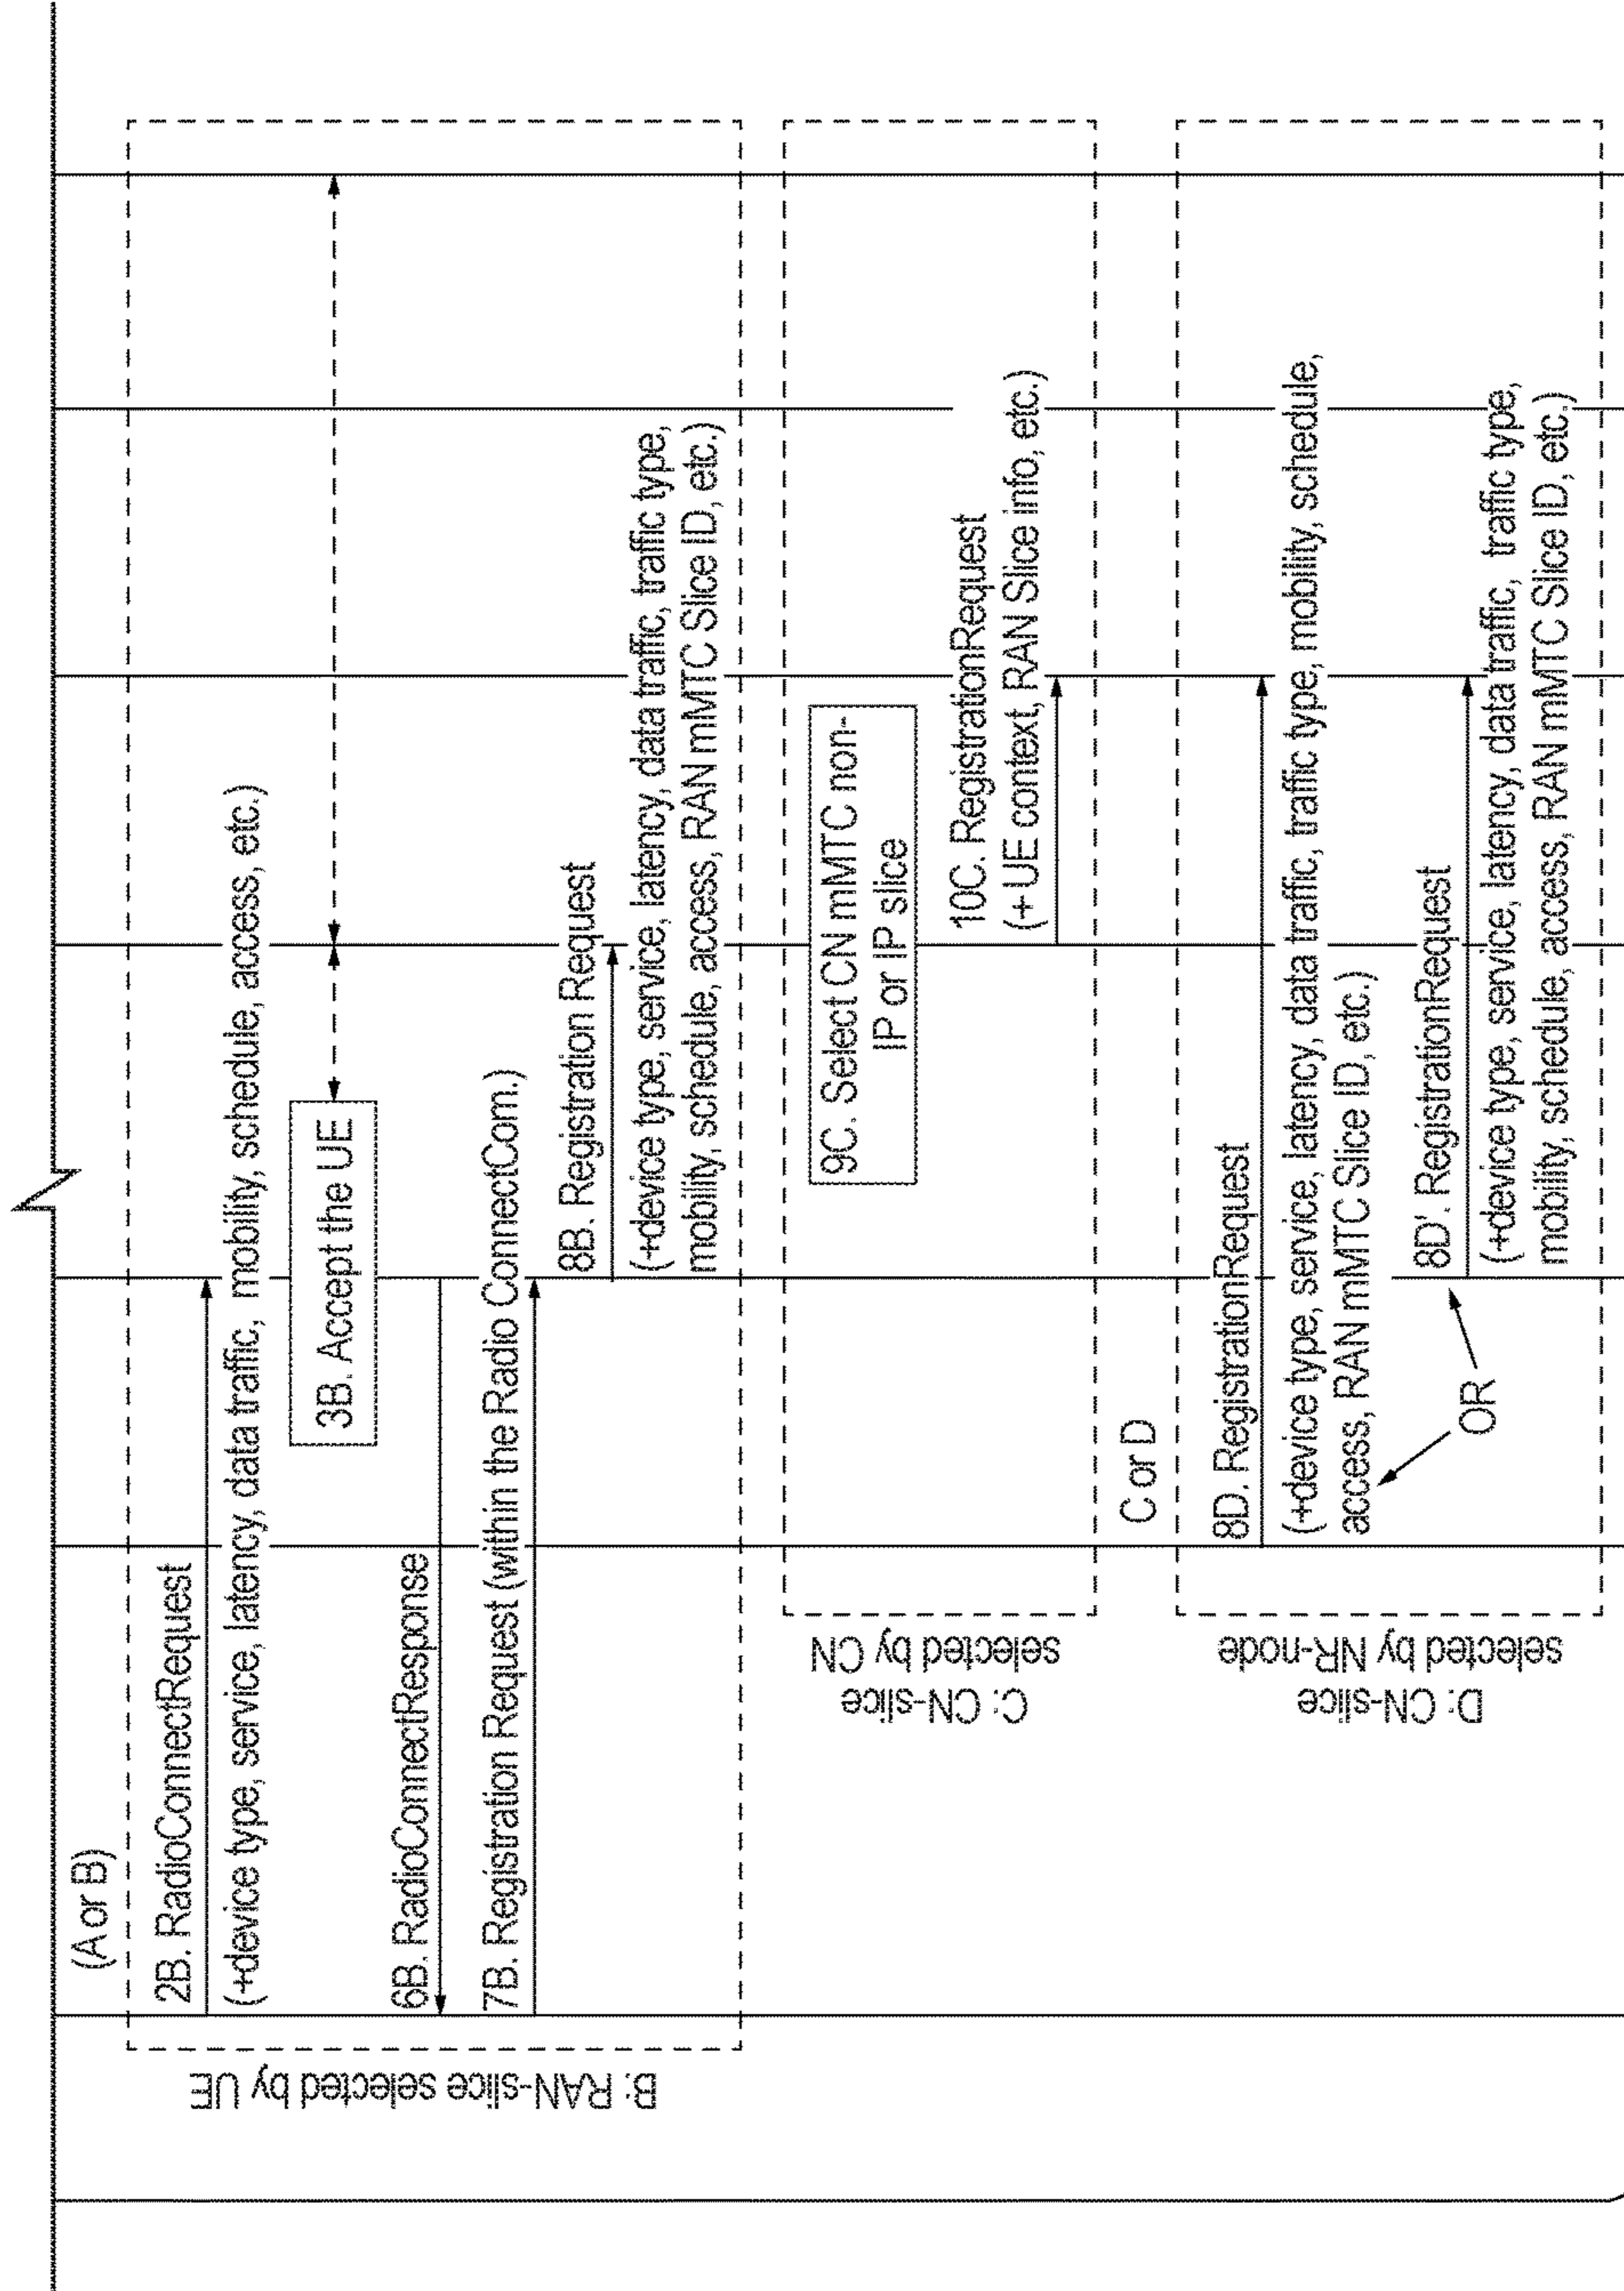 (A or B)
2B. RadioConnectRequest
(+device type, service, latency, data traffic, mobility, schedule, access, etc.)
3B. Accept the UE
6B. RadioConnectResponse
7B. Registration Request (within the Radio ConnectCom.)
8B. Registration Request
(+device type, service, latency, data traffic, traffic type,
mobility, schedule, access, RAN mMTC Slice ID, etc.)
B: RAN-slice selected by UE
9C. Select CN mMTC non-
IP or IP slice
10C. RegistrationRequest
(+ UE context, RAN Slice info, etc.)
C: CN-slice
selected by CN
C or D
8D. RegistrationRequest
(+device type, service, latency, data traffic, traffic type, mobility, schedule,
access, RAN mMTC Slice ID, etc.)
OR
8D'. RegistrationRequest
(+device type, service, latency, data traffic, traffic type,
mobility, schedule, access, RAN mMTC Slice ID, etc.)
D: CN-slice
selected by NR-node